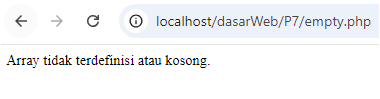 localhost/dasarWeb/P7/empty.php
Array tidak terdefinisi atau kosong.